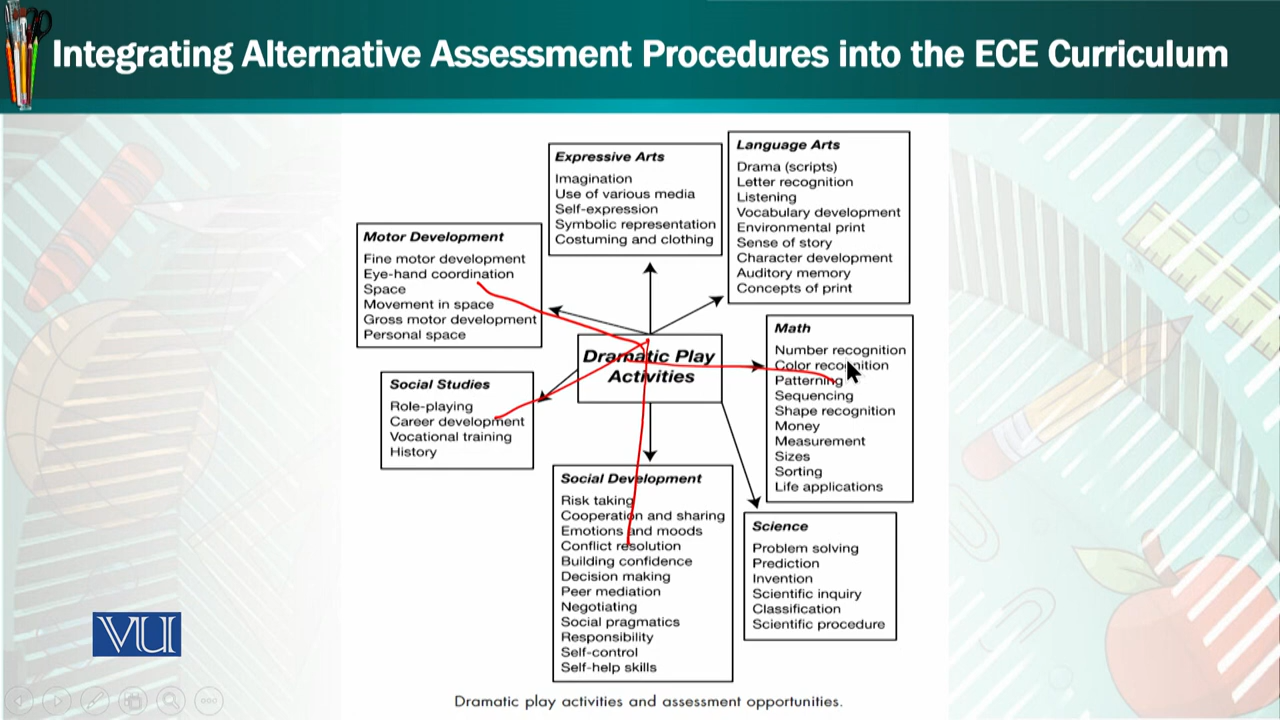 Integrating Alternative Assessment Procedures into the ECE Curriculum
Expressive Arts
Imagination
Use of various media
Self-expression
Symbolic representation
Costuming and clothing
Language Arts
Drama (scripts)
Letter recognition
Listening
Vocabulary development
Environmental print
Sense of story
Character development
Auditory memory
Concepts of print
Motor Development
Fine motor development
Eye-hand coordination
Space
Movement in space
Gross motor development
Personal space
Dramatic Play
Activities
Math
Number recognition
Color recognition
Patterning
Sequencing
Shape recognition
Money
Measurement
Sizes
Sorting
Life applications
Social Studies
Role-playing
Career development
Vocational training
History
Social Development
Risk taking
Cooperation and sharing
Emotions and moods
Conflict resolution
Building confidence
Decision making
Peer mediation
Negotiating
Social pragmatics
Responsibility
Self-control
Self-help skills
Science
Problem solving
Prediction
Invention
Scientific inquiry
Classification
Scientific procedure
VU
Dramatic play activities and assessment opportunities.